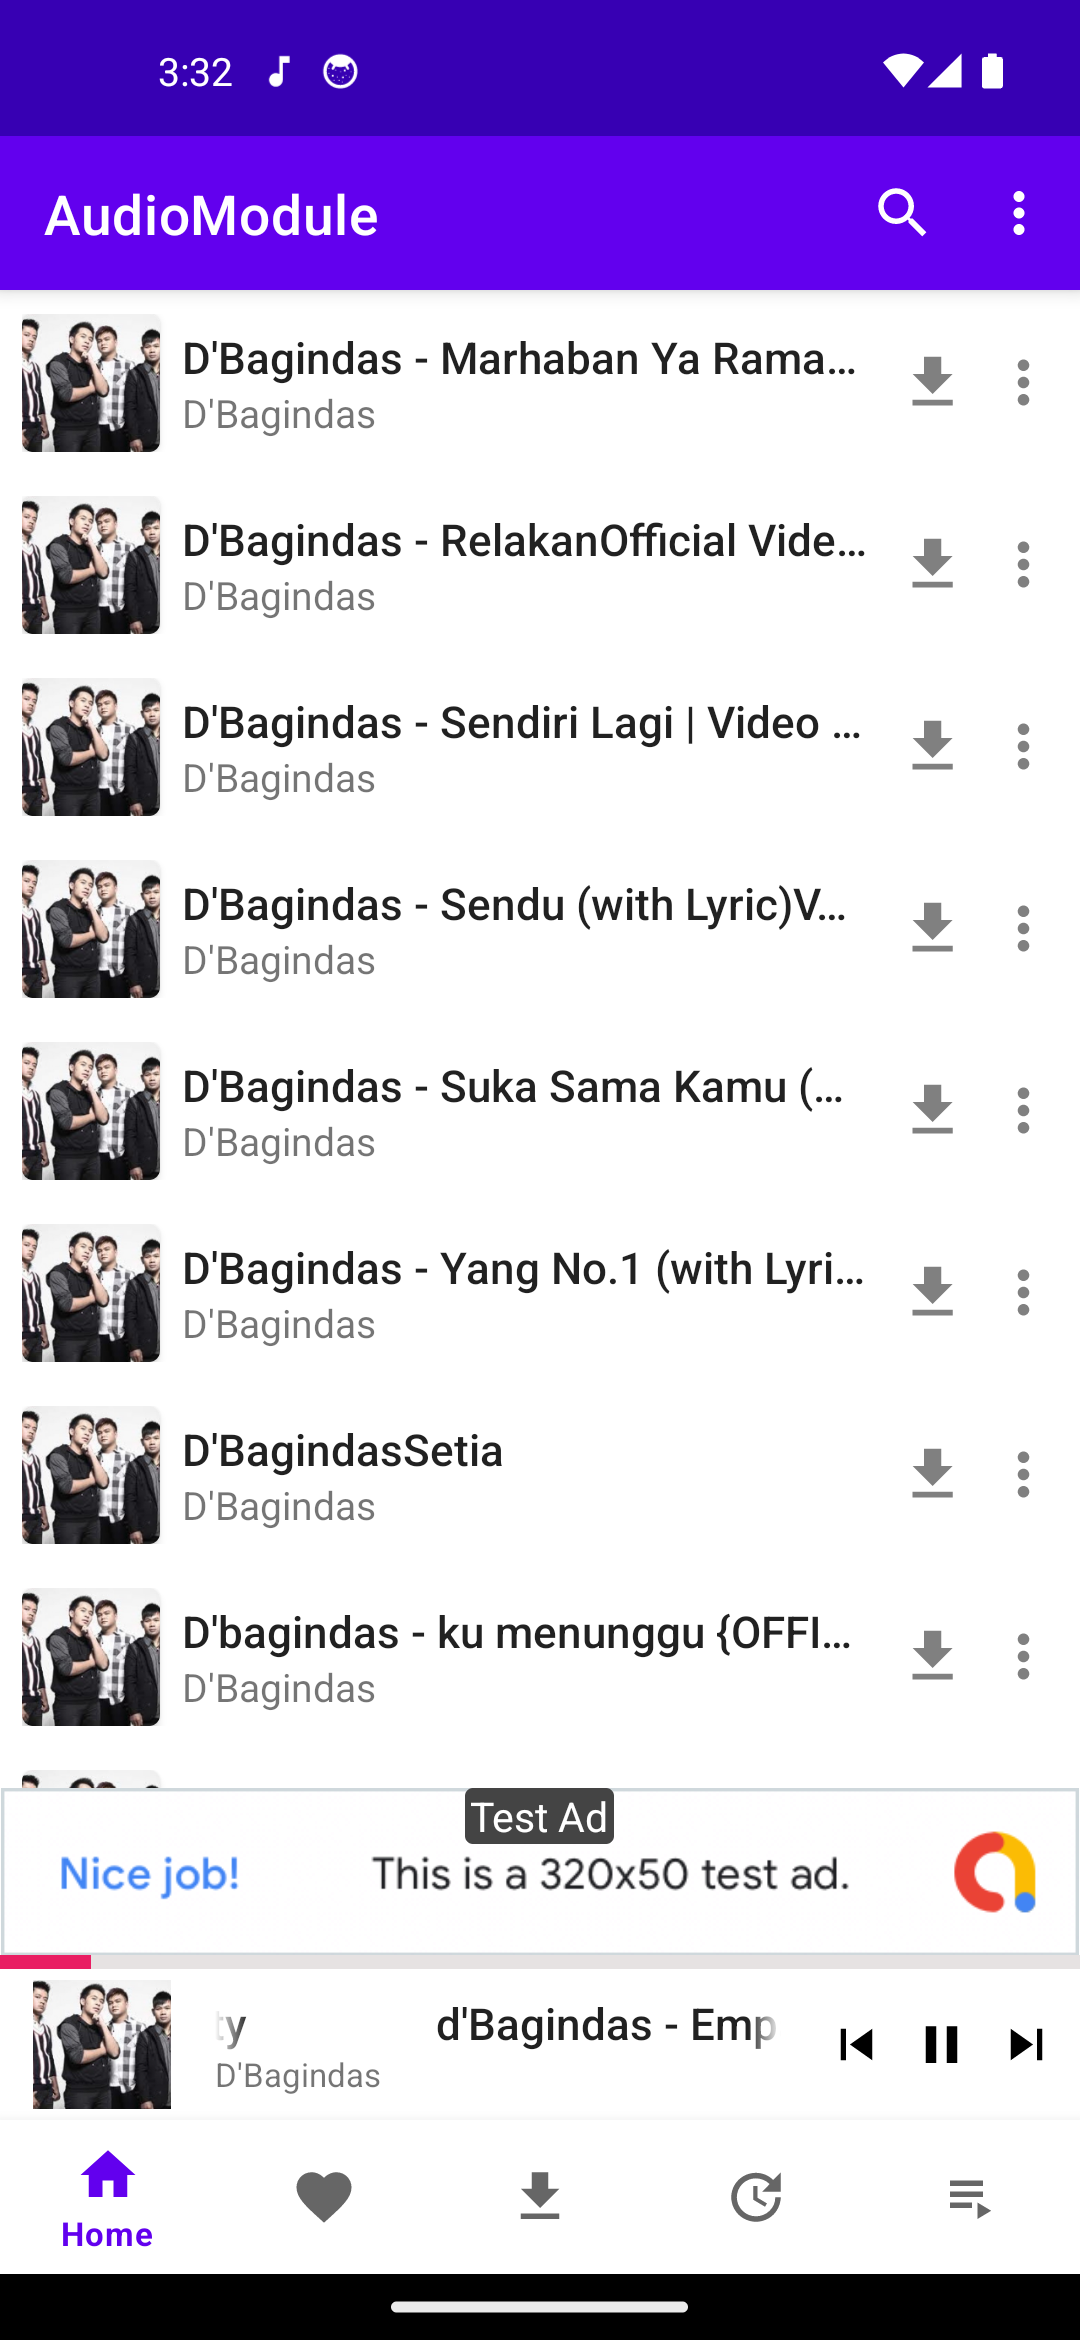 3:32
AudioModule
D'Bagindas - Marhaban Ya Rama...
D'Bagindas
D'Bagindas - RelakanOfficial Vide...
D'Bagindas
D'Bagindas - Sendiri Lagi | Video ...
D'Bagindas
D'Bagindas - Sendu (with Lyric)V...
D'Bagindas
D'Bagindas - Suka Sama Kamu (...
D'Bagindas
D'Bagindas - Yang No.1 (with Lyri...
D'Bagindas
D'BagindasSetia
D'Bagindas
D'bagindas - ku menunggu {OFFI...
D'Bagindas
Test Ad
Nice job! This is a 320x50 test ad.
ty d'Bagindas - Emp
D'Bagindas
Home